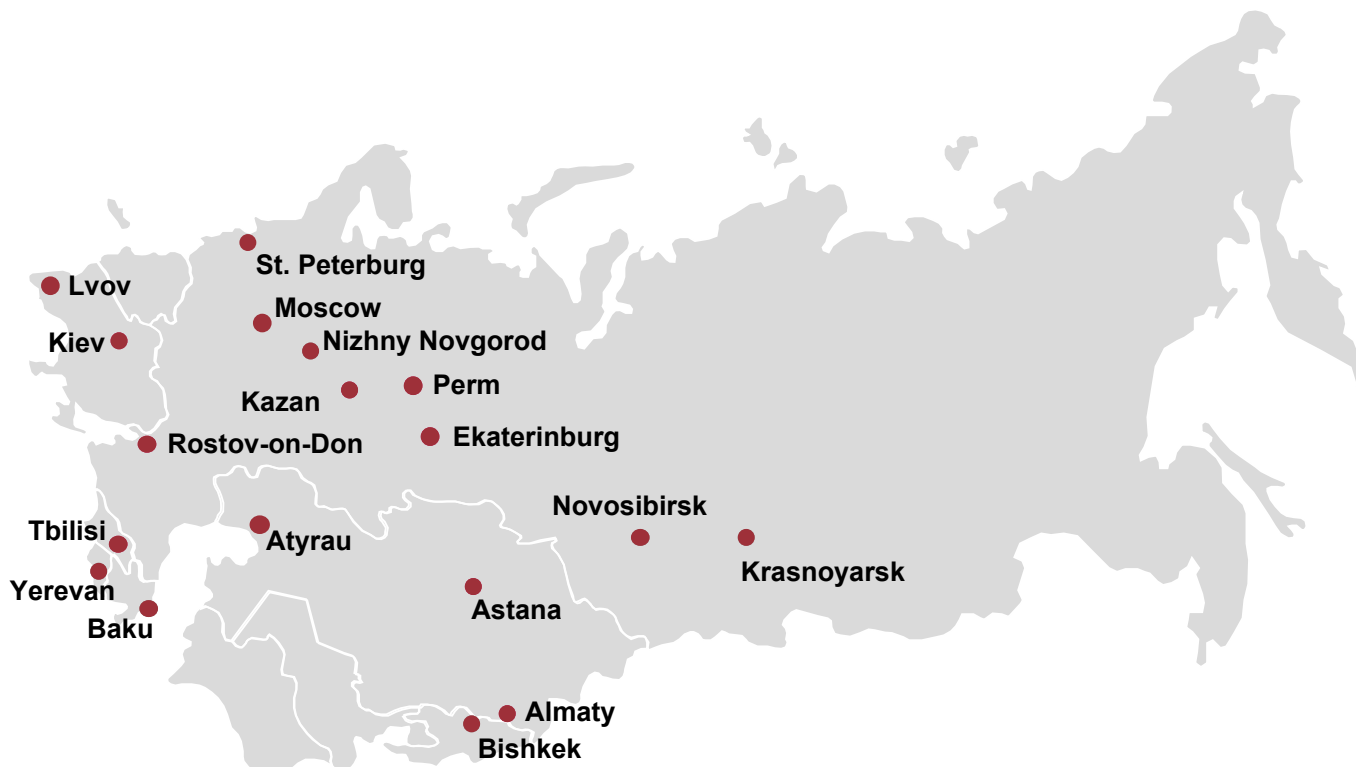 St. Peterburg
Lvov
Moscow
Kiev
Nizhny Novgorod
Perm
Kazan
Ekaterinburg
Rostov-on-Don
Novosibirsk
Tbilisi
Atyrau
Krasnoyarsk
Yerevan
Astana
Baku
Almaty
Bishkek